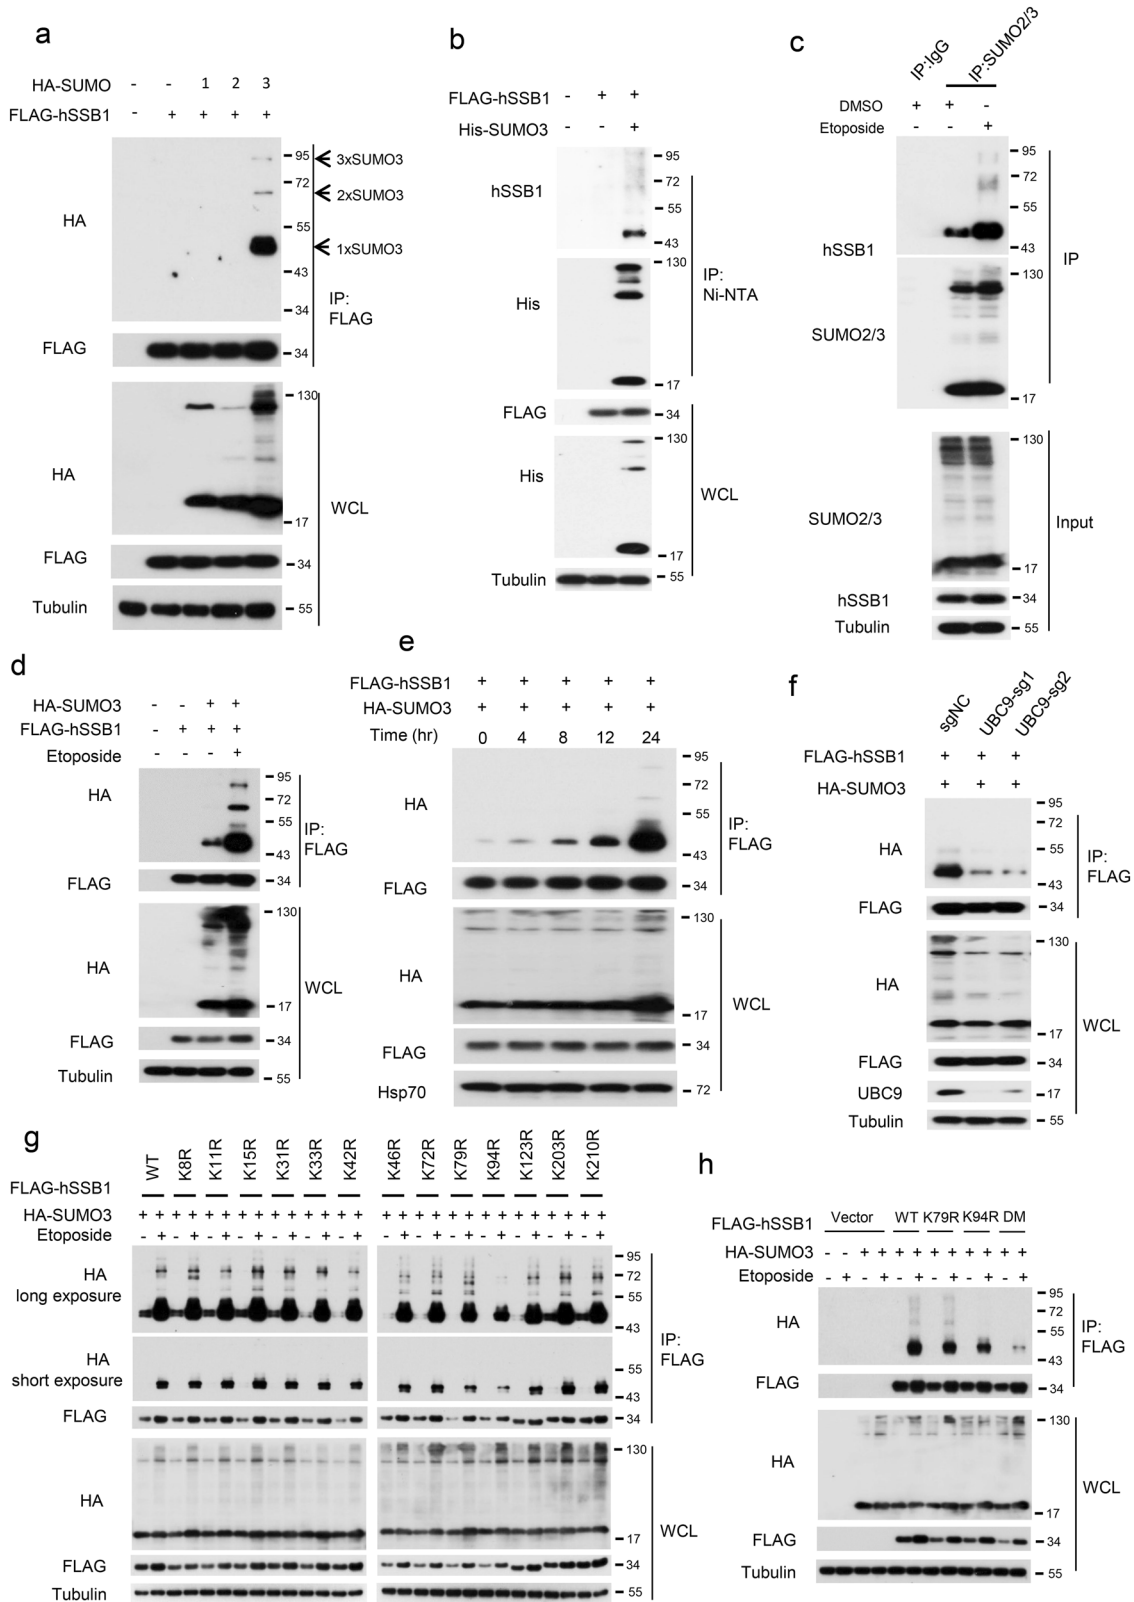 a
HA-SUMO - - 1 2 3
FLAG-hSSB1 - + + + +
HA
95
72
55
43
34
3xSUMO3
2xSUMO3
1xSUMO3
IP:
FLAG
FLAG
34
HA
130
17
WCL
FLAG
34
Tubulin
55
b
FLAG-hSSB1 - + +
His-SUMO3 - - +
hSSB1
95
72
55
43
His
130
17
IP:
Ni-NTA
FLAG
34
His
130
17
WCL
Tubulin
55
c
IP:IgG
IP:SUMO2/3
DMSO + + -
Etoposide - - +
hSSB1
95
72
55
43
SUMO2/3
130
17
IP
SUMO2/3
130
17
Input
hSSB1
34
Tubulin
55
d
HA-SUMO3 - - + +
FLAG-hSSB1 - + + +
Etoposide - - - +
HA
95
72
55
43
IP:
FLAG
FLAG
34
HA
130
17
WCL
FLAG
34
Tubulin
55
e
FLAG-hSSB1 + + + + +
HA-SUMO3 + + + + +
Time (hr) 0 4 8 12 24
HA
95
72
55
43
IP:
FLAG
FLAG
34
HA
130
17
WCL
FLAG
34
Hsp70
72
f
sgNC
UBC9-sg1
UBC9-sg2
FLAG-hSSB1 + + +
HA-SUMO3 + + +
HA
95
72
55
43
IP:
FLAG
FLAG
34
HA
130
17
WCL
FLAG
34
UBC9
17
Tubulin
55
g
WT K8R K11R K15R K31R K33R K42R K46R K72R K79R K94R K123R K203R K210R
FLAG-hSSB1
HA-SUMO3 + + + + + + + + + + + + + + + + + + + + + + + + + + + +
Etoposide - + - + - + - + - + - + - + - + - + - + - + - + - + - +
HA
long exposure
95
72
55
43
HA
short exposure
55
43
IP:
FLAG
FLAG
34
HA
130
17
WCL
FLAG
34
Tubulin
55
h
FLAG-hSSB1 Vector WT K79R K94R DM
HA-SUMO3 - - + + + + + + + + + +
Etoposide - + - + - + - + - + - +
HA
95
72
55
43
IP:
FLAG
FLAG
34
HA
130
17
WCL
FLAG
34
Tubulin
55